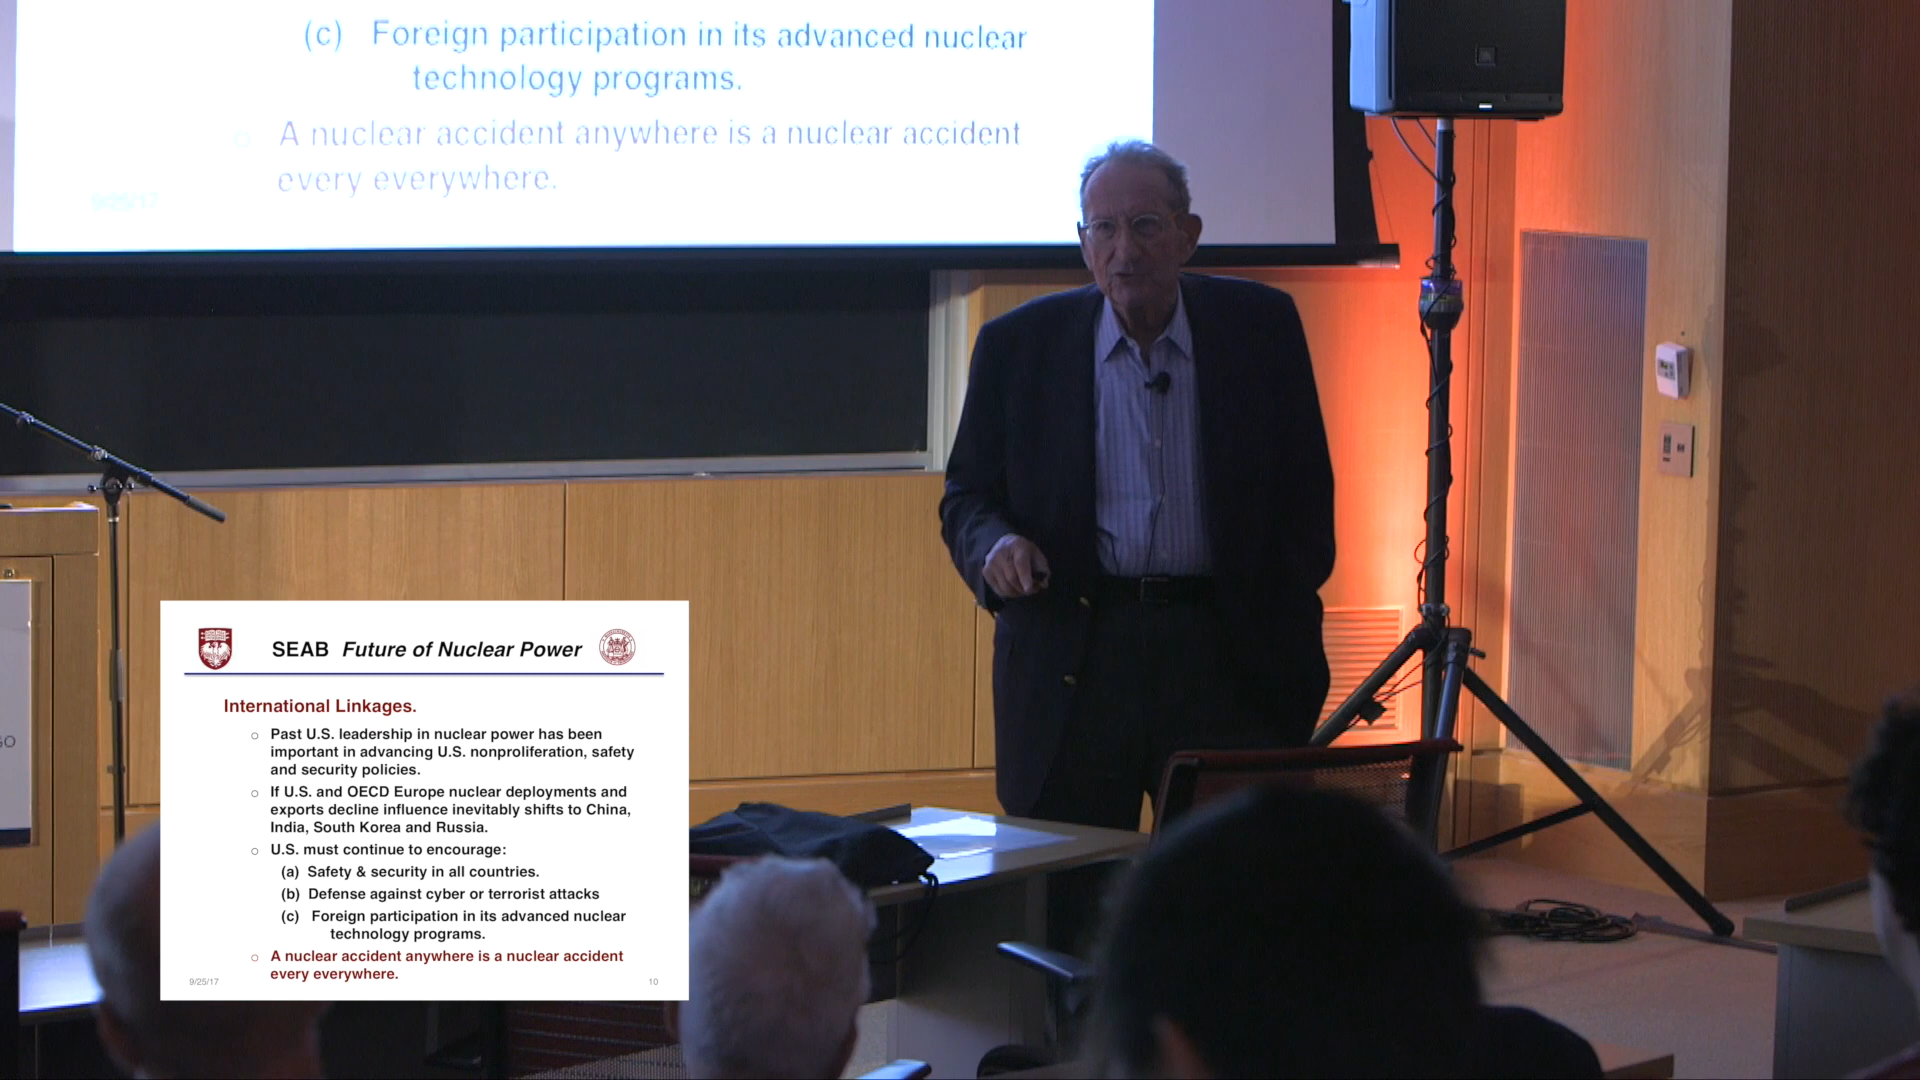 (c) Foreign participation in its advanced nuclear
technology programs.
○ A nuclear accident anywhere is a nuclear accident
every everywhere.
9/25/17
SEAB Future of Nuclear Power
International Linkages.
○ Past U.S. leadership in nuclear power has been
important in advancing U.S. nonproliferation, safety
and security policies.
○ If U.S. and OECD Europe nuclear deployments and
exports decline influence inevitably shifts to China,
India, South Korea and Russia.
○ U.S. must continue to encourage:
(a) Safety & security in all countries.
(b) Defense against cyber or terrorist attacks
(c) Foreign participation in its advanced nuclear
technology programs.
○ A nuclear accident anywhere is a nuclear accident
every everywhere.
9/25/17
10